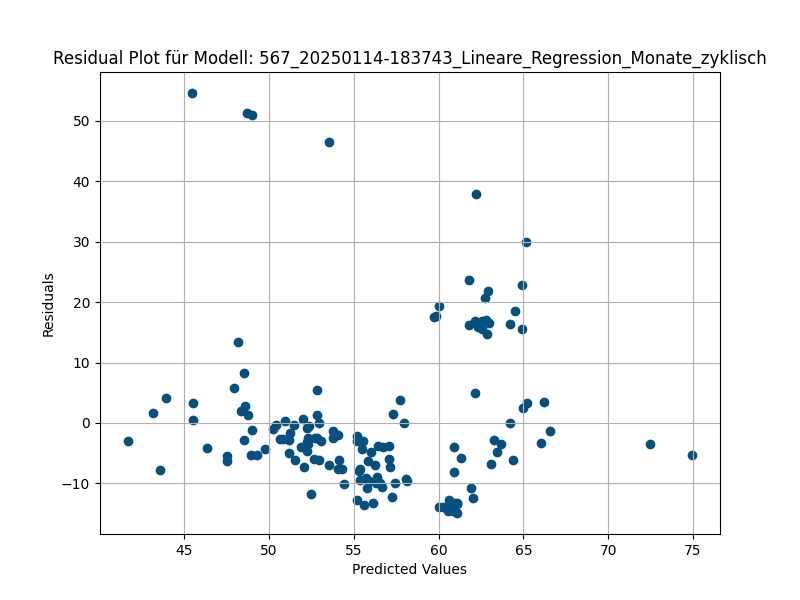 Residual Plot für Modell: 567_20250114-183743_Lineare_Regression_Monate_zyklisch
50
40
30
20
10
0
−10
Residuals
45 50 55 60 65 70 75
Predicted Values